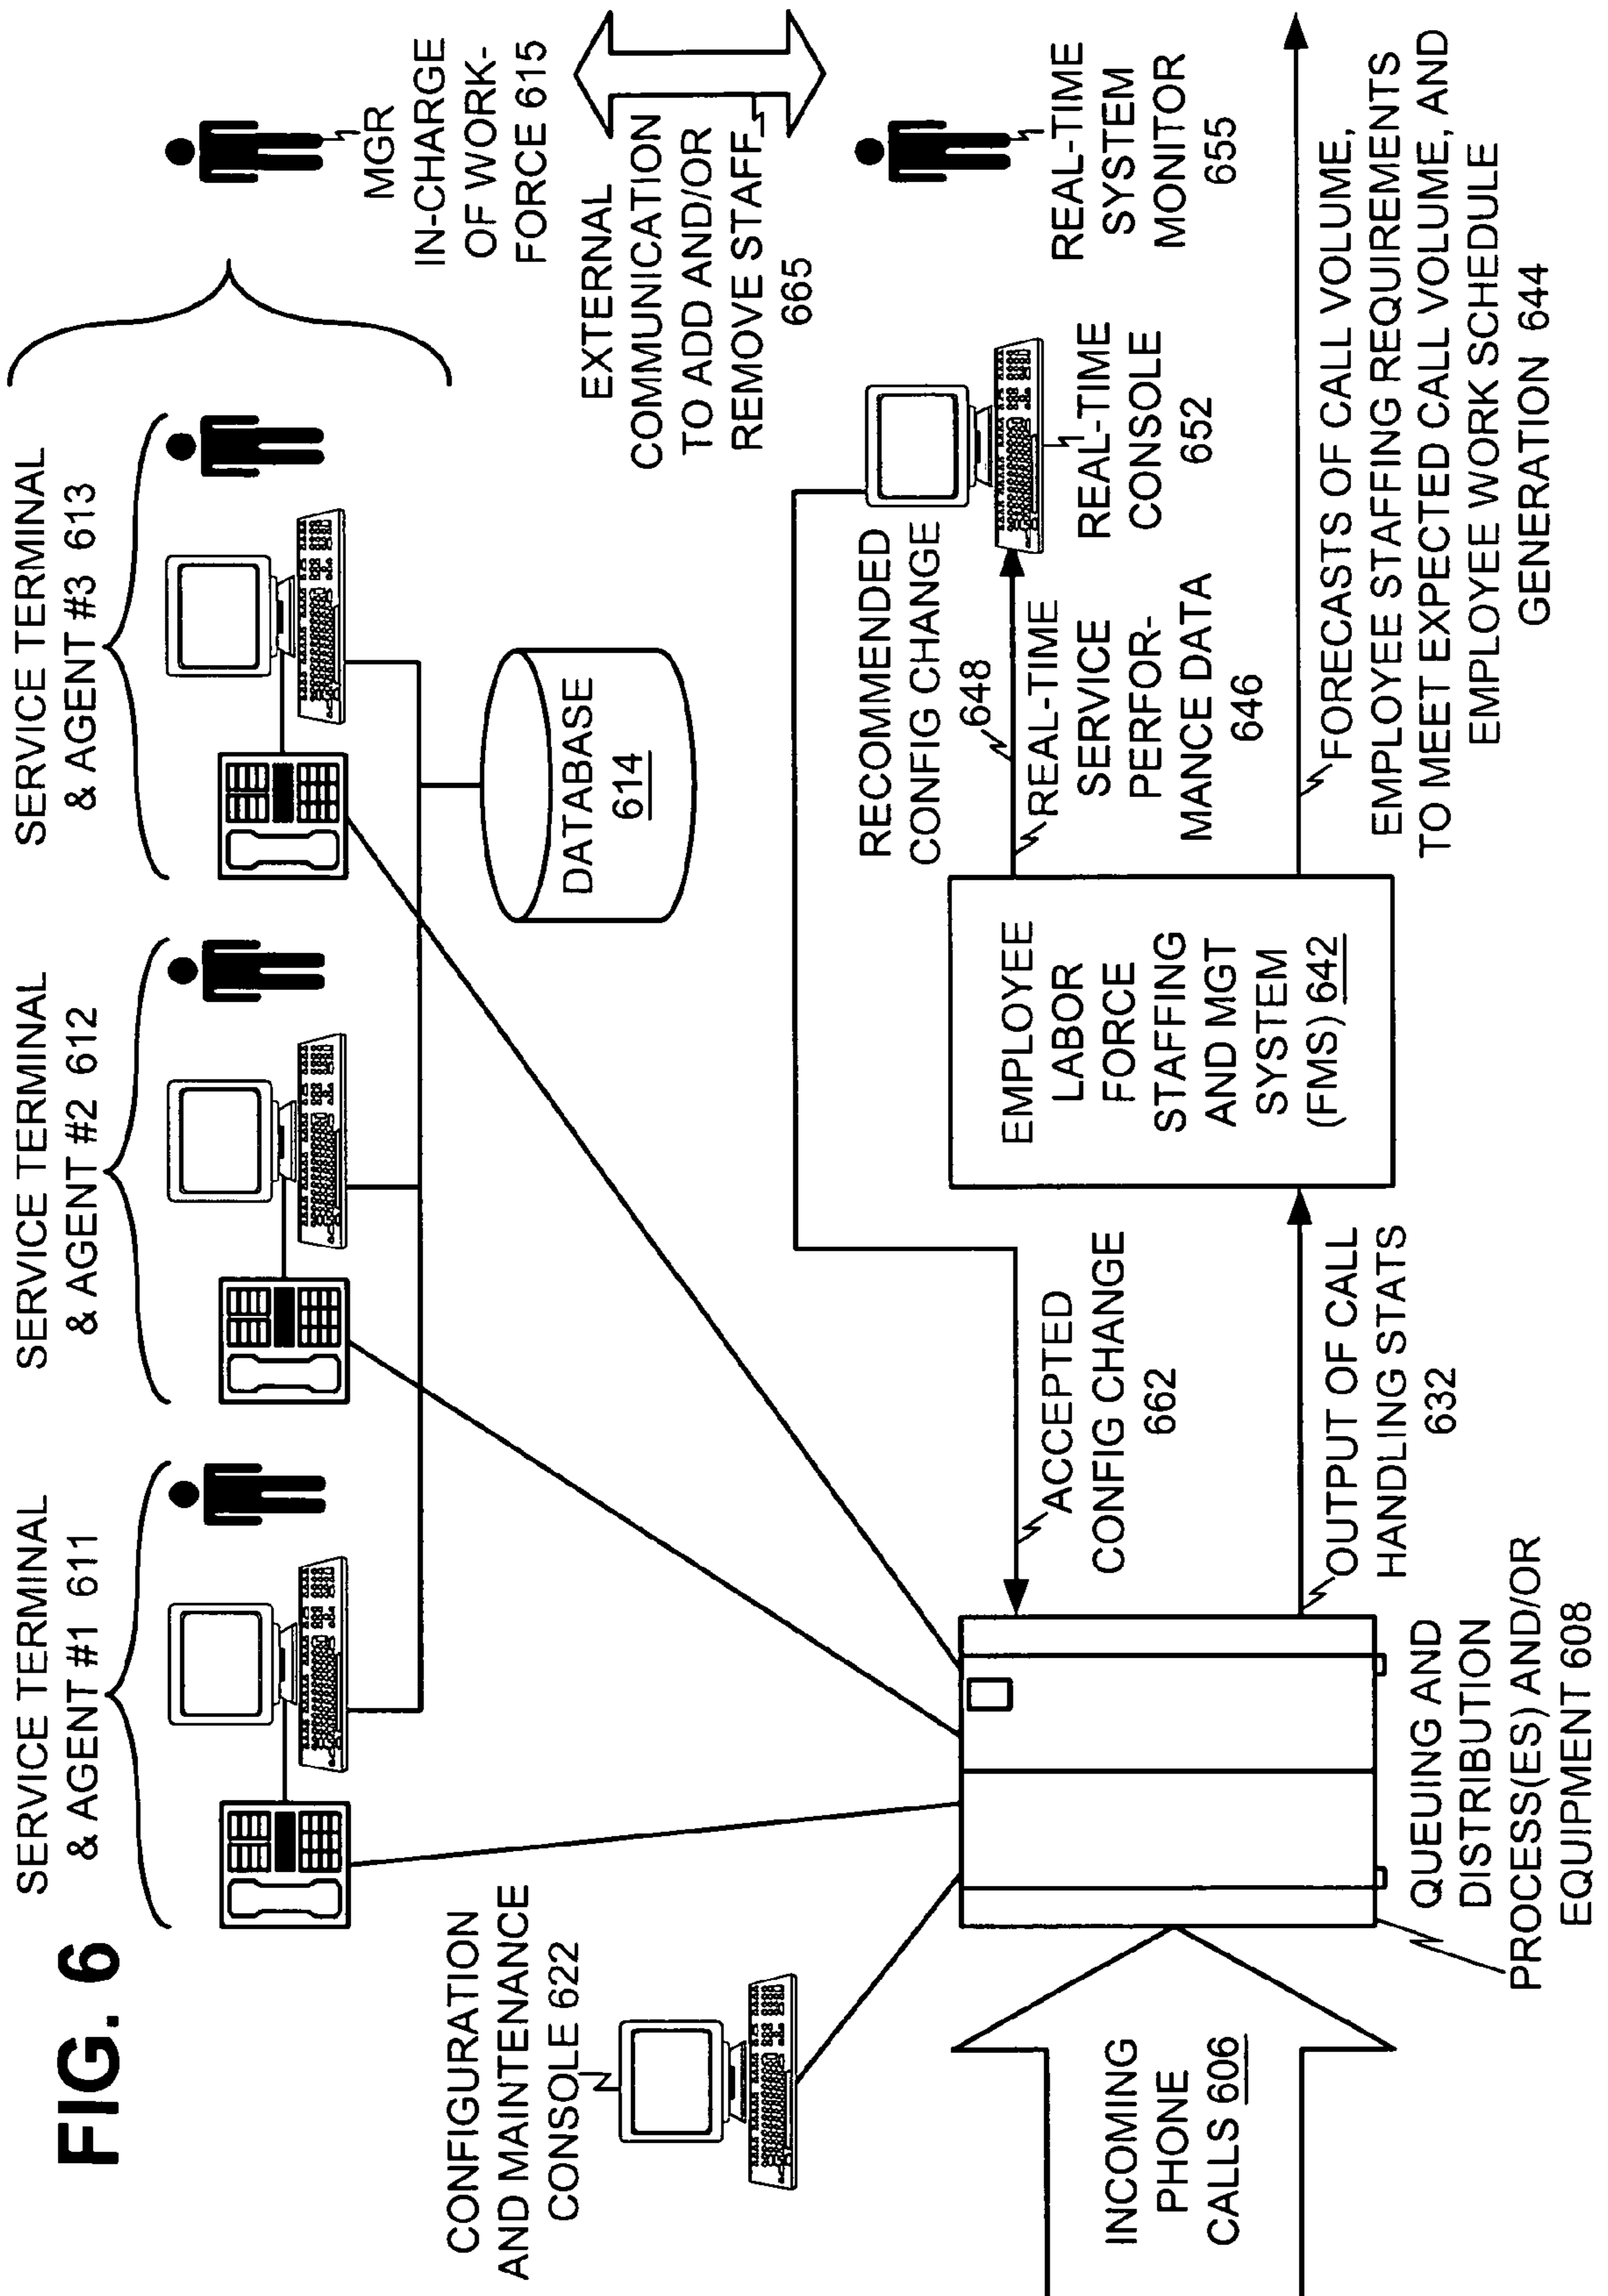 FIG. 6
SERVICE TERMINAL
& AGENT #1 611
SERVICE TERMINAL
& AGENT #2 612
SERVICE TERMINAL
& AGENT #3 613
MGR
IN-CHARGE
OF WORK-
FORCE 615
CONFIGURATION
AND MAINTENANCE
CONSOLE 622
DATABASE
614
EXTERNAL
COMMUNICATION
TO ADD AND/OR
REMOVE STAFF
665
RECOMMENDED
CONFIG CHANGE
648
REAL-TIME
SYSTEM
MONITOR
655
REAL-TIME
CONSOLE
652
INCOMING
PHONE
CALLS 606
ACCEPTED
CONFIG CHANGE
662
EMPLOYEE
LABOR
FORCE
STAFFING
AND MGT
SYSTEM
(FMS) 642
REAL-TIME
SERVICE
PERFOR-
MANCE DATA
646
QUEUING AND
DISTRIBUTION
PROCESS(ES) AND/OR
EQUIPMENT 608
OUTPUT OF CALL
HANDLING STATS
632
FORECASTS OF CALL VOLUME,
EMPLOYEE STAFFING REQUIREMENTS
TO MEET EXPECTED CALL VOLUME, AND
EMPLOYEE WORK SCHEDULE
GENERATION 644